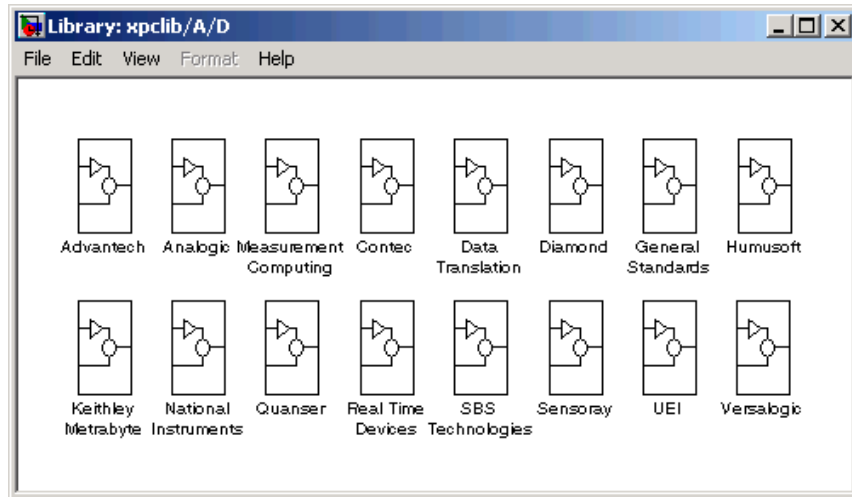 Library: xpclib/A/D
File Edit View Format Help
Advantech Analogic Measurement Contec Data Diamond General Humusoft
Computing Translation Standards
Keithley National Quanser Real Time SBS Sensoray UEI Versalogic
Metrabyte Instruments Devices Technologies